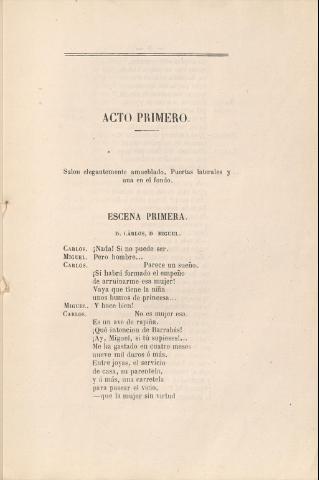 ACTO PRIMERO.
Salon elegantemente amueblado. Puertas laterales y
una en el fondo.
ESCENA PRIMERA.
D. CÁRLOS, D. MIGUEL.
CARLOS. ¡Nada! Si no puede ser.
MIGUEL. Pero hombre...
CARLOS. Parece un sueño.
¡Si habrá formado el empeño
de arruinarme esa mujer!
Vaya que tiene la niña
unos humos de princesa...
MIGUEL. Y hace bien!
CARLOS. No es mujer esa.
Es un ave de rapiña.
¡Qué intencion de Barrabás!
¡Ay, Miguel, si tú supieses!...
Me ha gastado en cuatro meses
nueve mil duros ó más.
Entre joyas, el servicio
de casa, su parentela,
y á más, una carretela
para pasear el vicio,
—que la mujer sin virtud